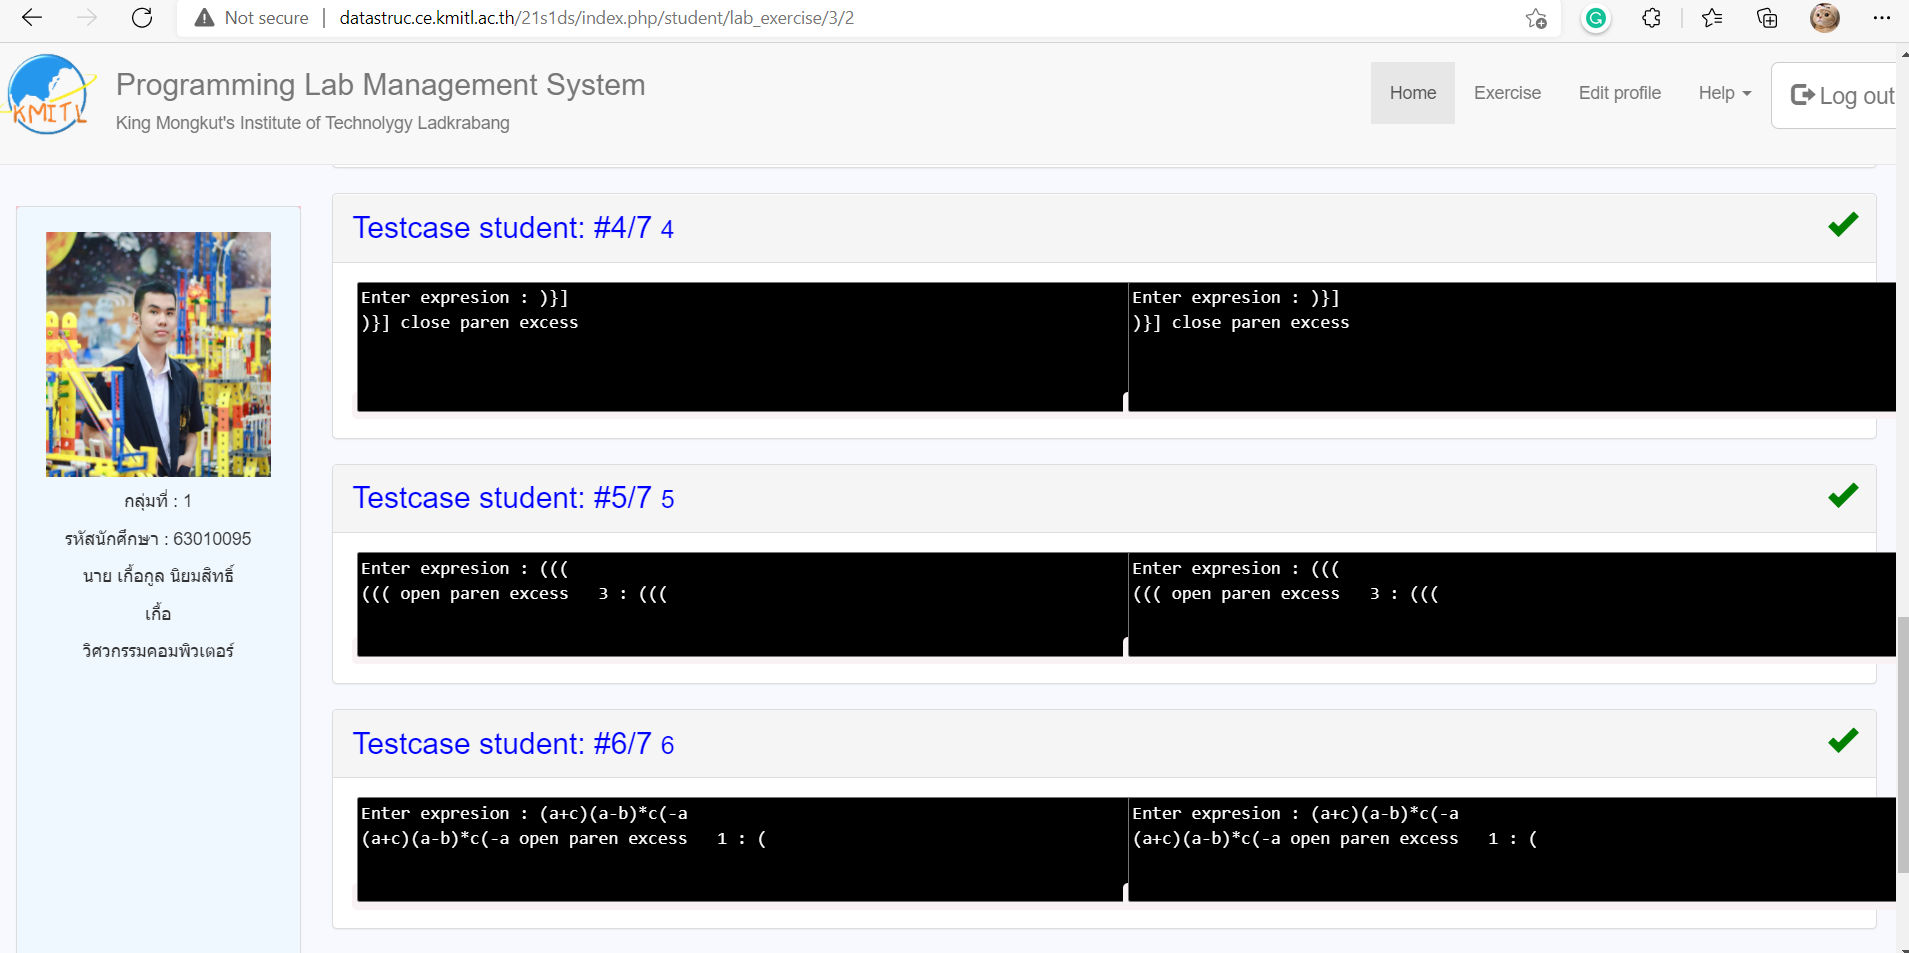 Not secure | datastruc.ce.kmitl.ac.th/21s1ds/index.php/student/lab_exercise/3/2
KMITL
Programming Lab Management System
King Mongkut's Institute of Technolygy Ladkrabang
Home Exercise Edit profile Help Log out
กลุ่มที่ : 1
รหัสนักศึกษา : 63010095
นาย เกื้อกูล นิยมสิทธิ์
เกื้อ
วิศวกรรมคอมพิวเตอร์
Testcase student: #4/7 4
Enter expresion : )}]
)}] close paren excess
Enter expresion : )}]
)}] close paren excess
Testcase student: #5/7 5
Enter expresion : (((
((( open paren excess   3 : (((
Enter expresion : (((
((( open paren excess   3 : (((
Testcase student: #6/7 6
Enter expresion : (a+c)(a-b)*c(-a
(a+c)(a-b)*c(-a open paren excess   1 : (
Enter expresion : (a+c)(a-b)*c(-a
(a+c)(a-b)*c(-a open paren excess   1 : (